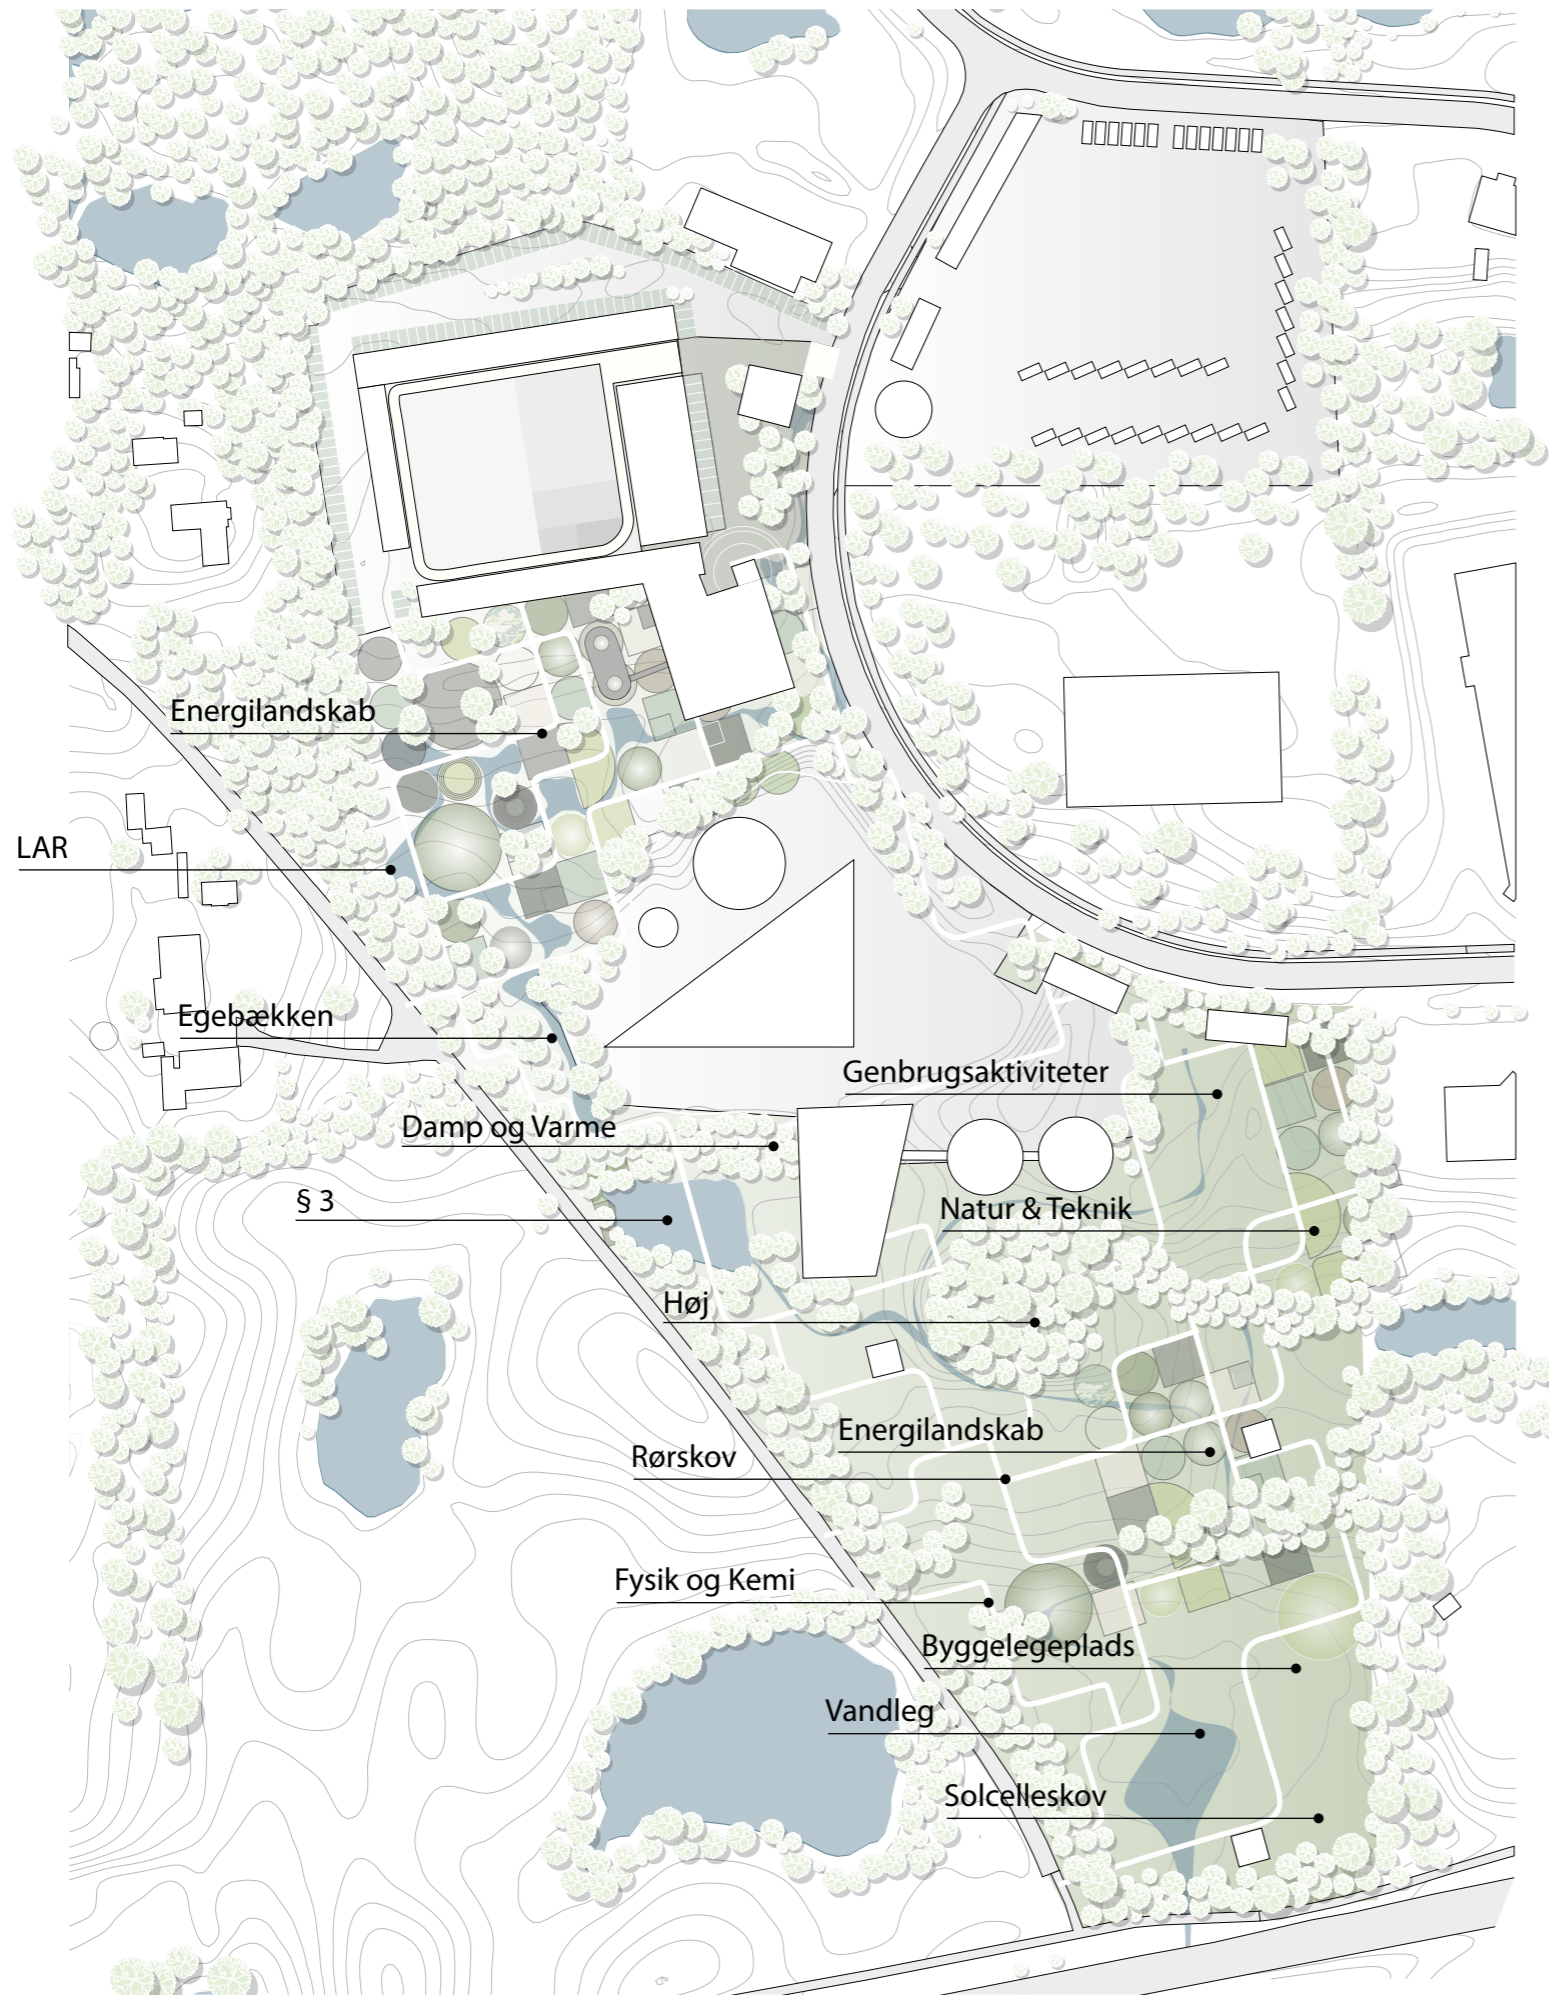 Energilandskab
LAR
Egebækken
Genbrugsaktiviteter
Damp og Varme
§ 3
Natur & Teknik
Høj
Energilandskab
Rørskov
Fysik og Kemi
Byggelegeplads
Vandleg
Solcelleskov